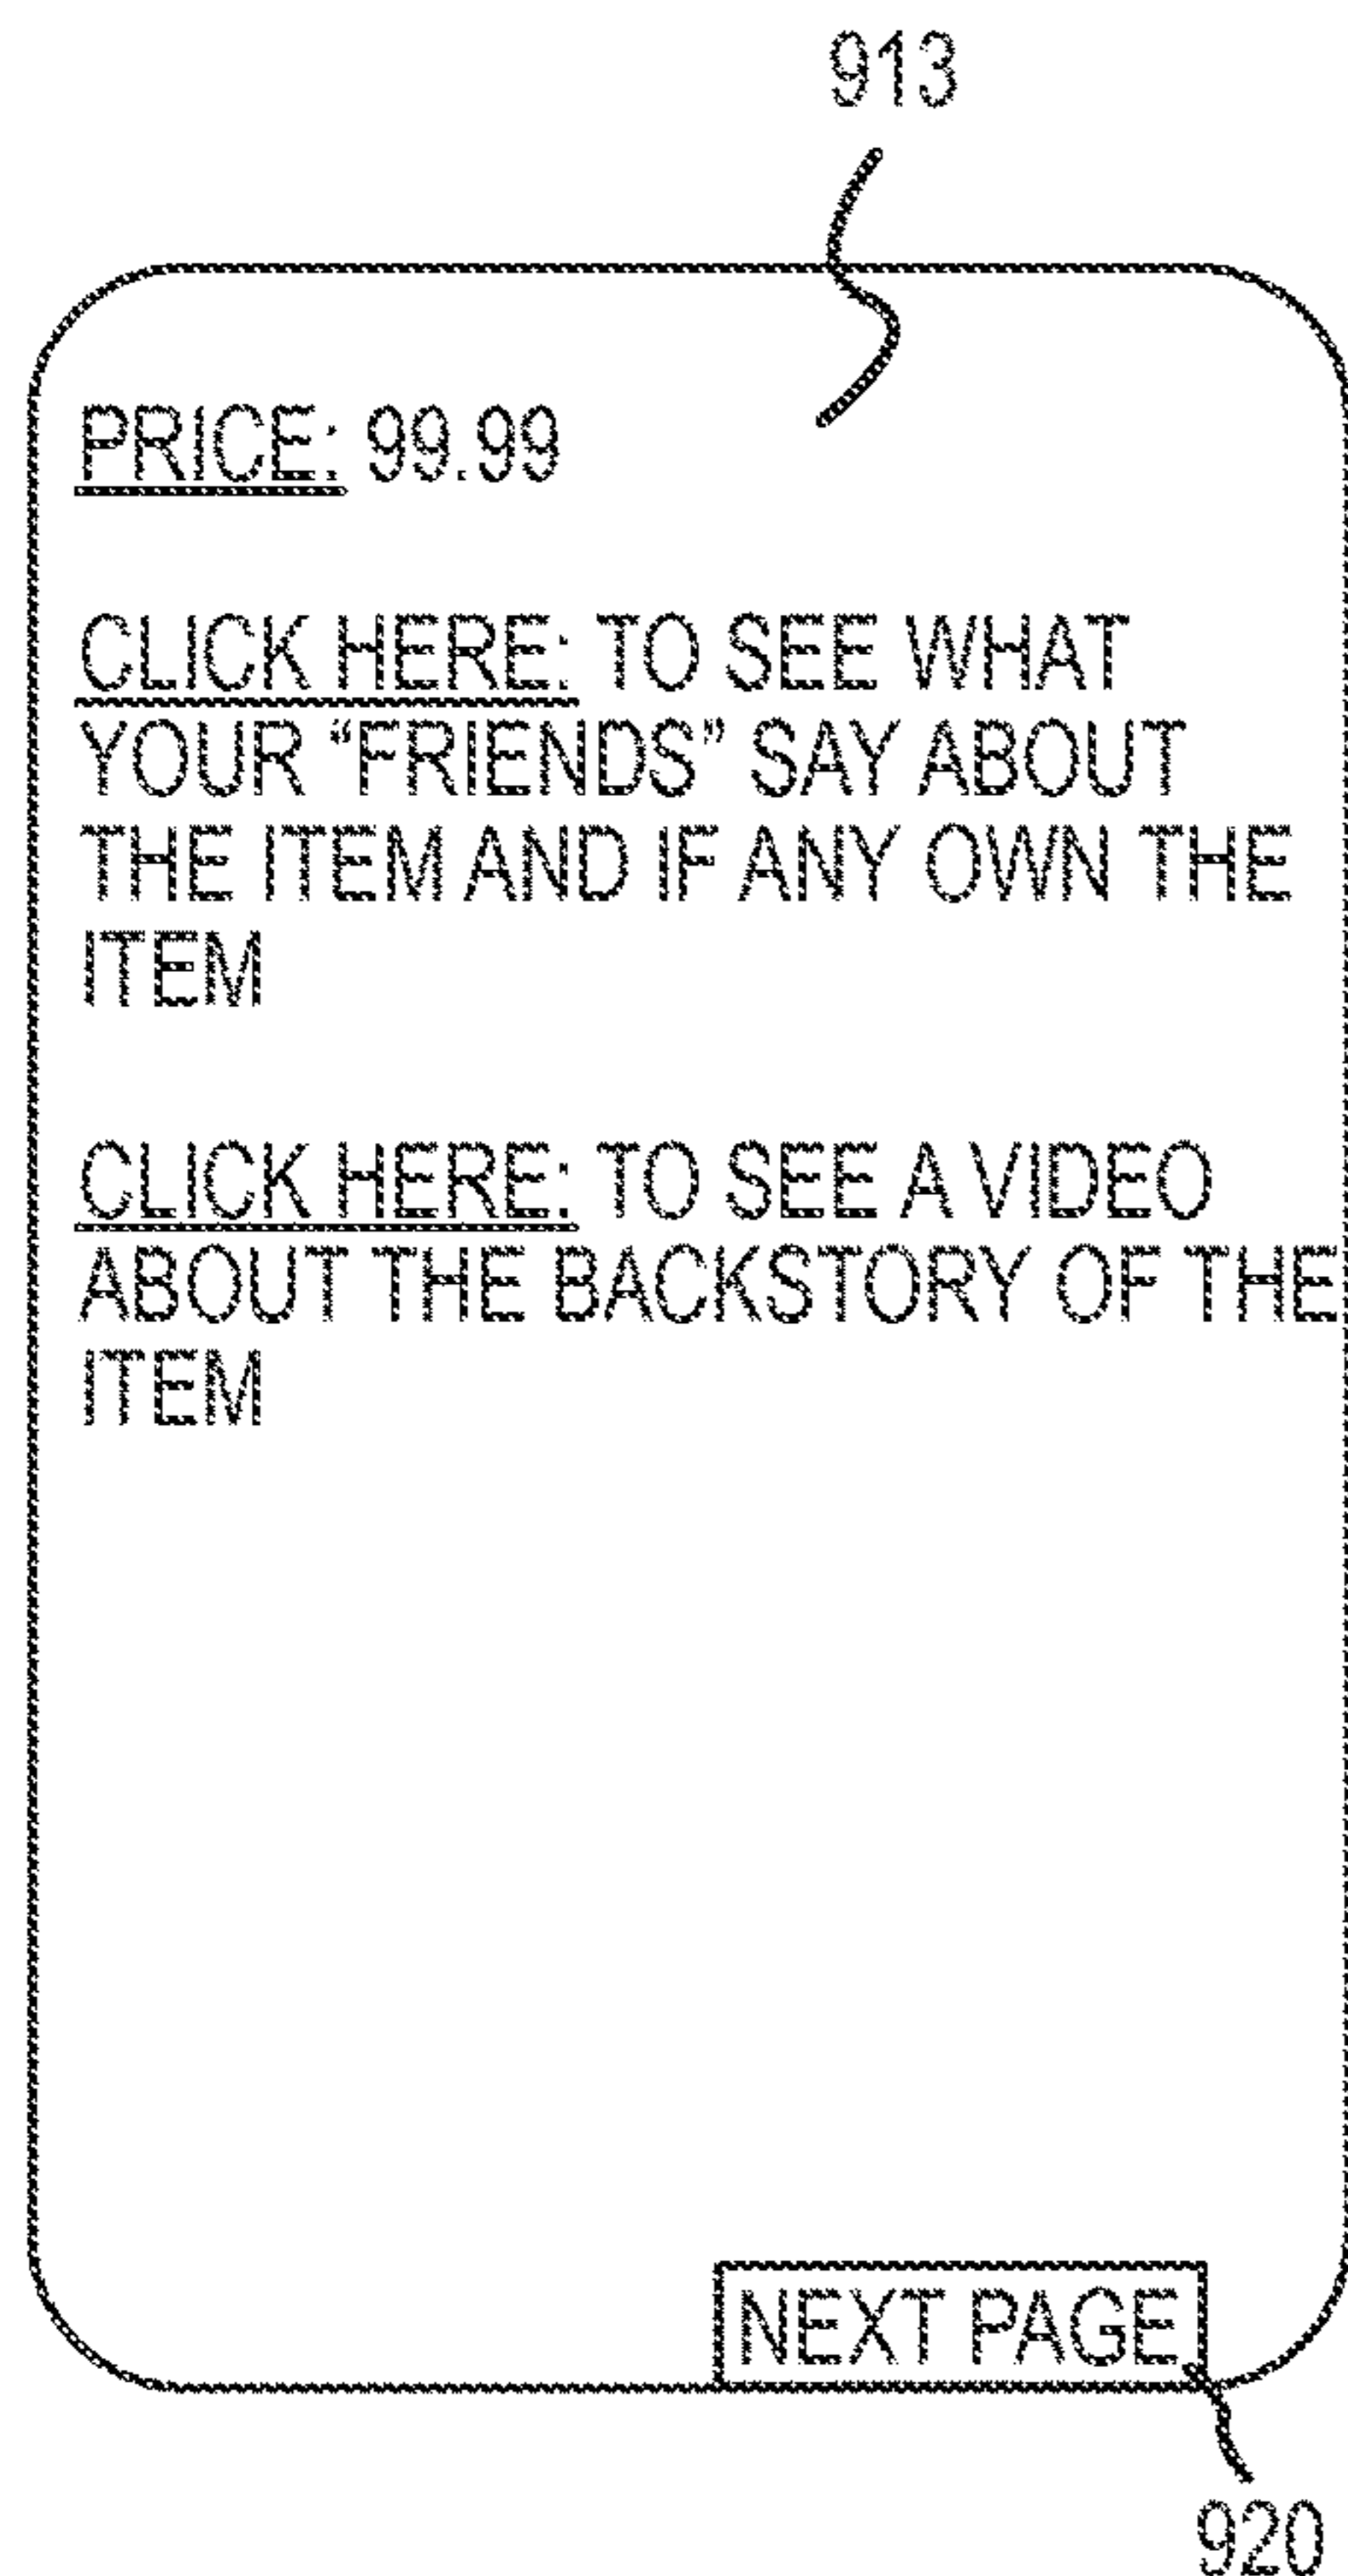 913
PRICE: 99.99
CLICK HERE: TO SEE WHAT
YOUR “FRIENDS” SAY ABOUT
THE ITEM AND IF ANY OWN THE
ITEM
CLICK HERE: TO SEE A VIDEO
ABOUT THE BACKSTORY OF THE
ITEM
NEXT PAGE
920